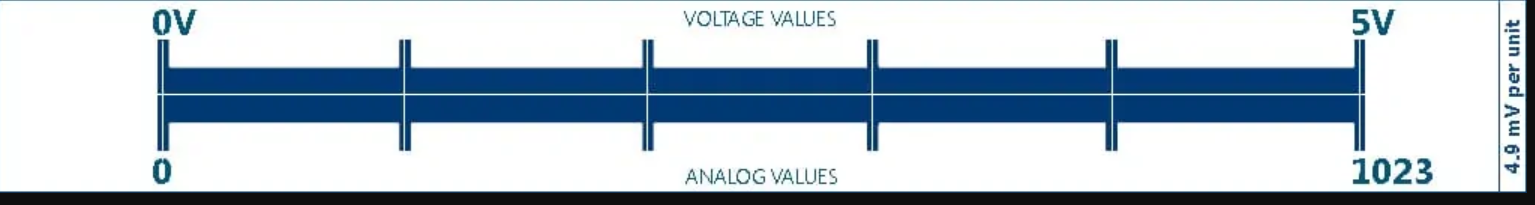 0V
VOLTAGE VALUES
5V
0
ANALOG VALUES
1023
4.9 mV per unit